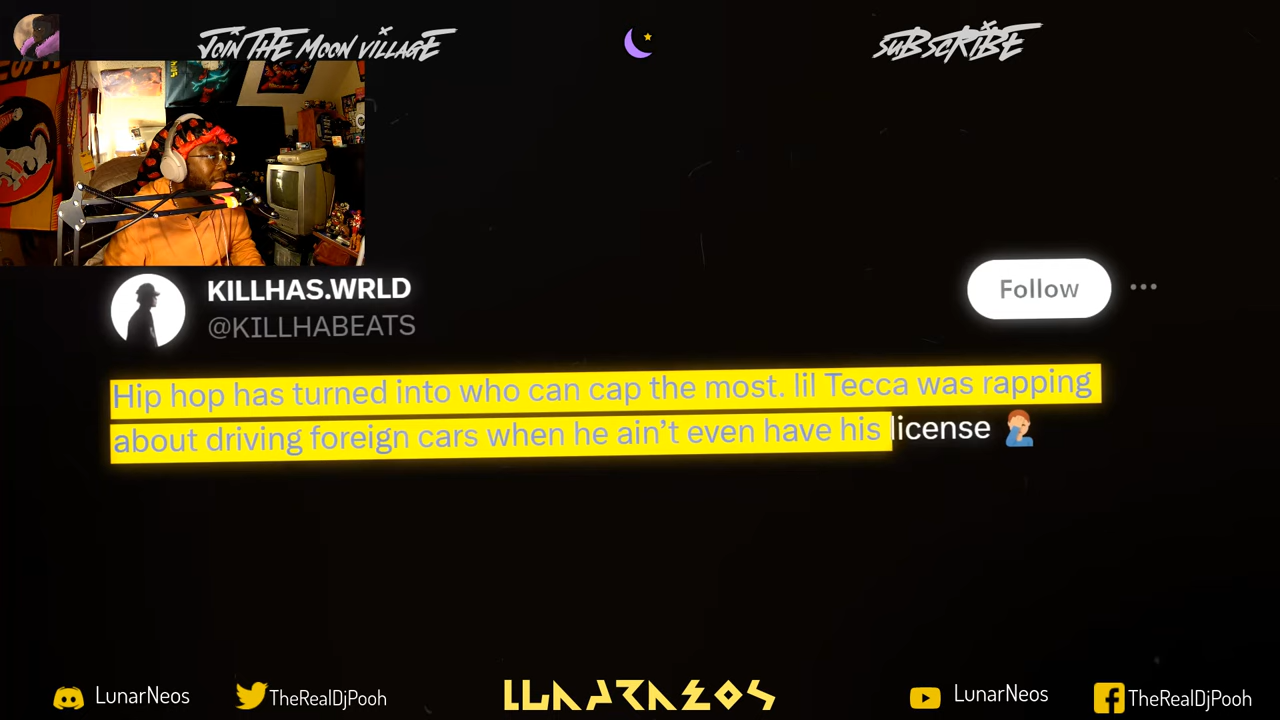 JOIN THE MOON VILLAGE
SUBSCRIBE
KILLHAS.WRLD
@KILLHABEATS
Follow
Hip hop has turned into who can cap the most. lil Tecca was rapping
about driving foreign cars when he ain’t even have his license 🤦🏻‍♂️
LunarNeos
TheRealDjPooh
LUNARNEOS
LunarNeos
TheRealDjPooh